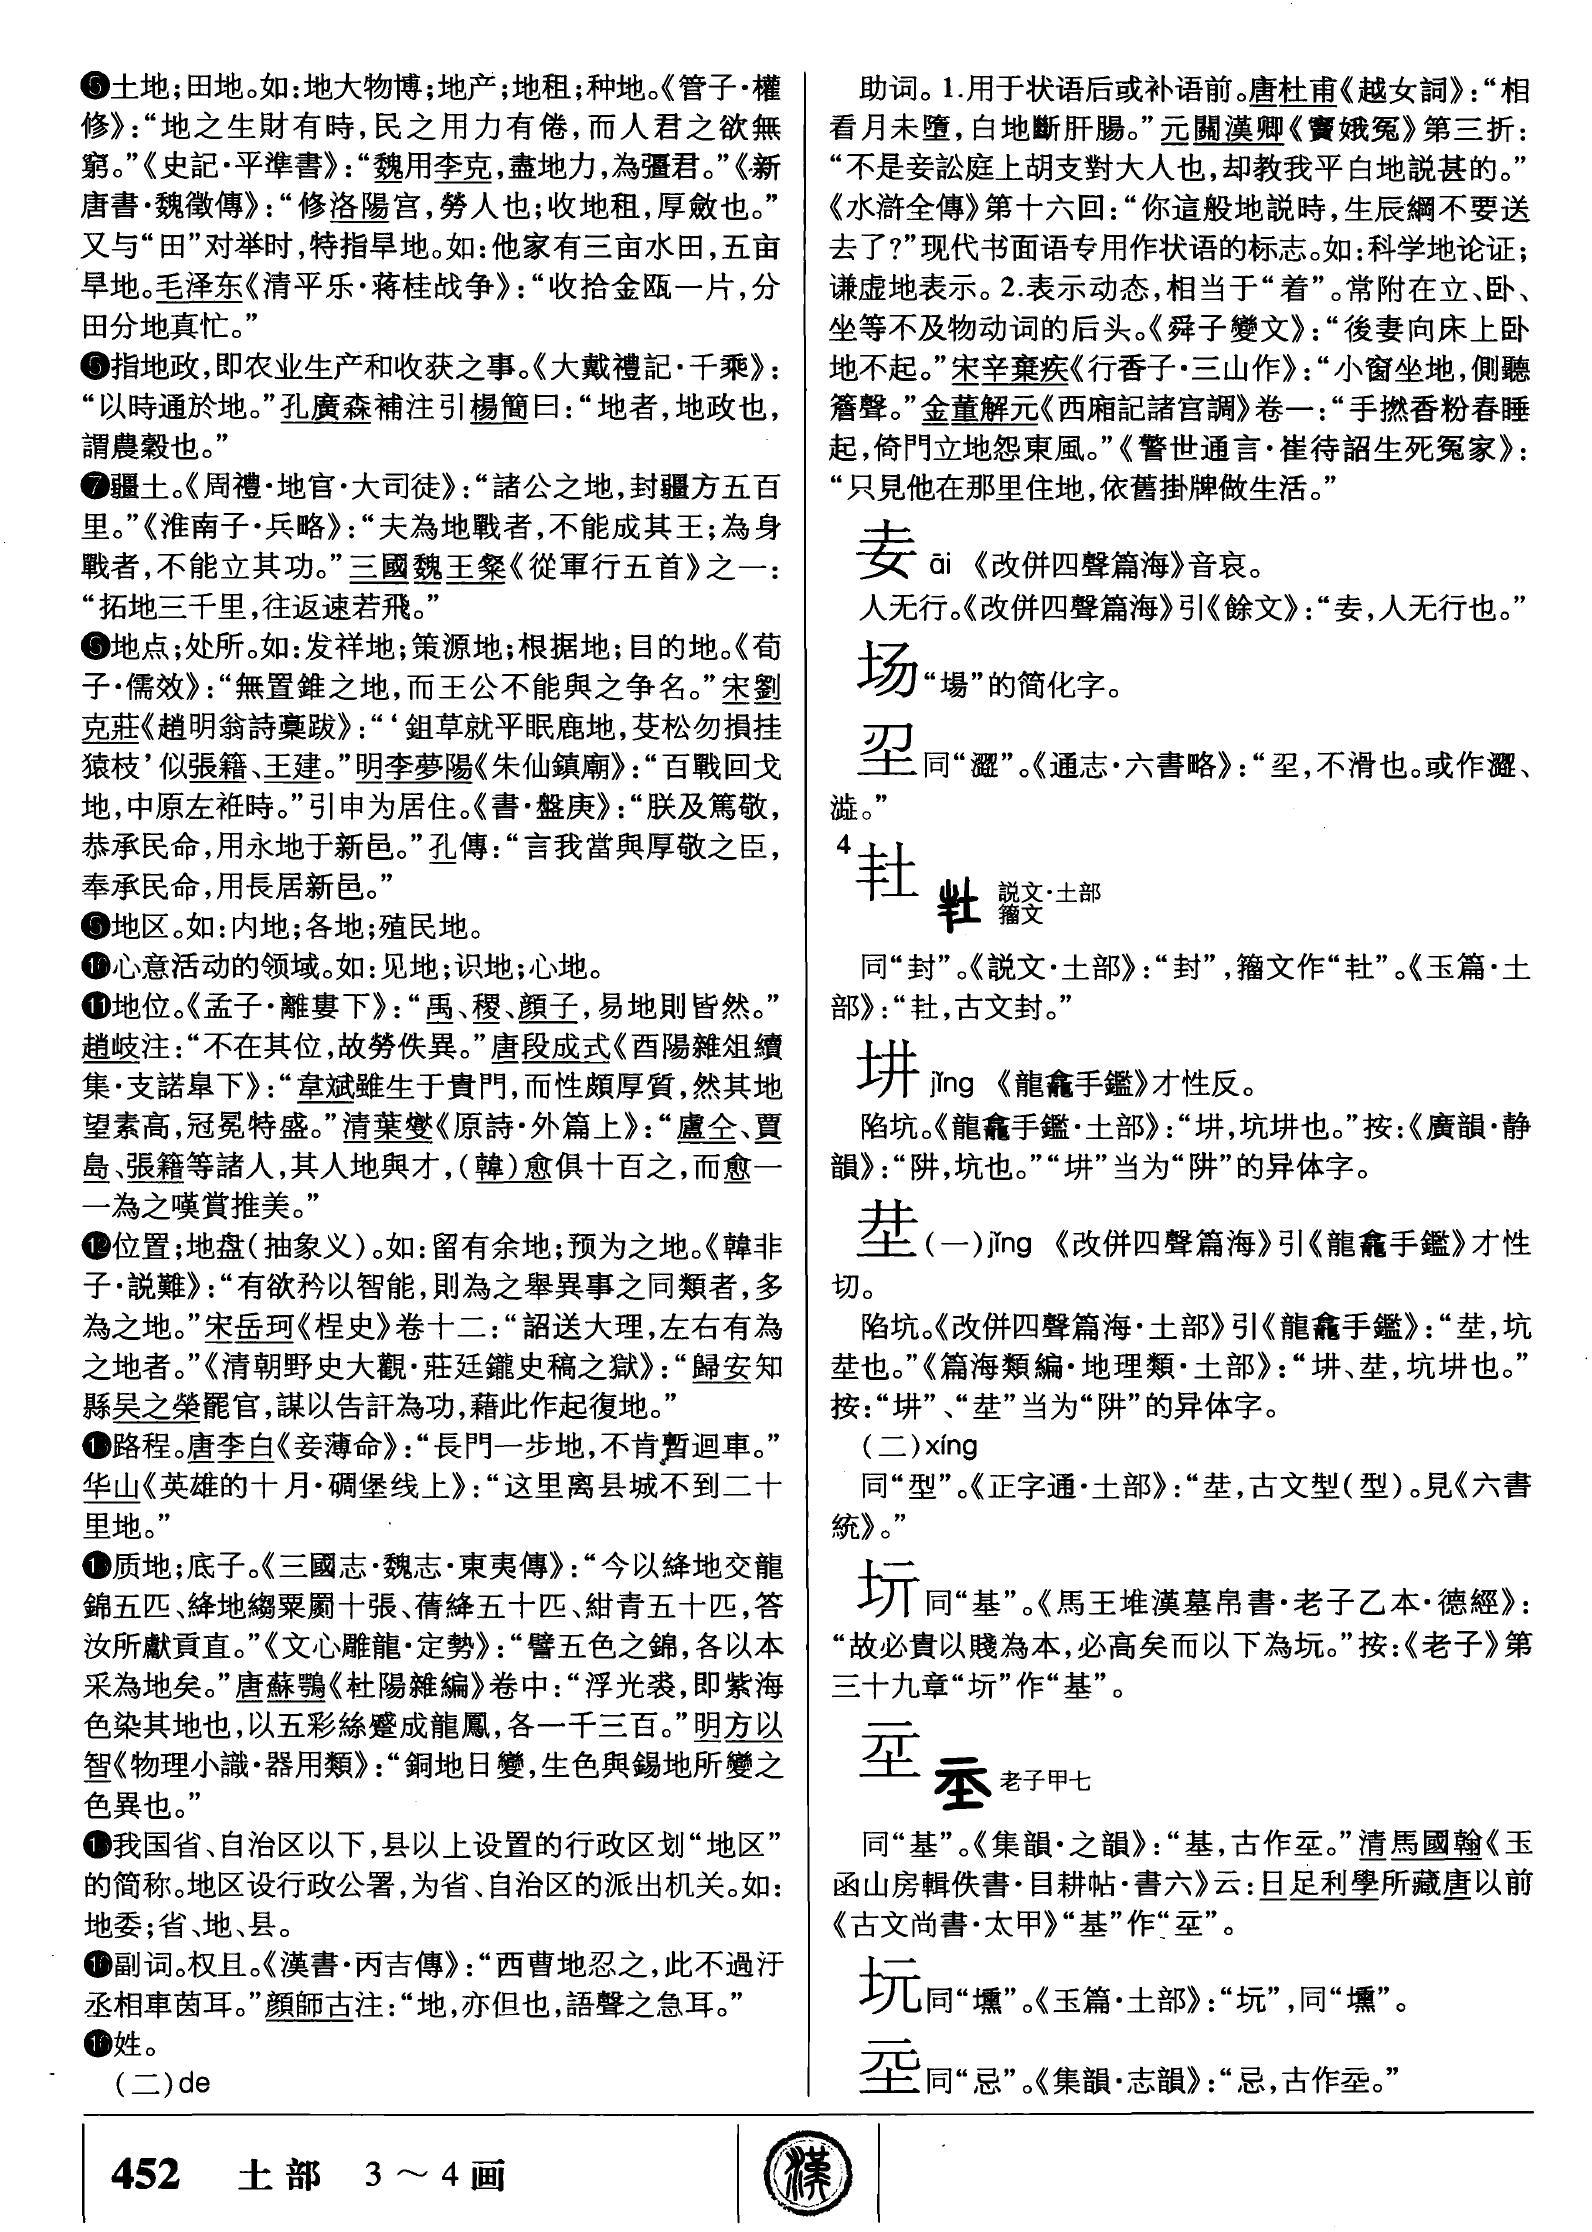 ❺土地;田地。如:地大物博;地产;地租;种地。《管子·權
修》:“地之生財有時,民之用力有倦,而人君之欲無
窮。”《史記·平準書》:“魏用李克,盡地力,為彊君。”《新
唐書·魏徵傳》:“修洛陽宫,勞人也;收地租,厚斂也。”
又与“田”对举时,特指旱地。如:他家有三亩水田,五亩
旱地。毛泽东《清平乐·蒋桂战争》:“收拾金瓯一片,分
田分地真忙。”
❻指地政,即农业生产和收获之事。《大戴禮記·千乘》:
“以時通於地。”孔廣森補注引楊簡曰:“地者,地政也,
謂農穀也。”
❼疆土。《周禮·地官·大司徒》:“諸公之地,封疆方五百
里。”《淮南子·兵略》:“夫為地戰者,不能成其王;為身
戰者,不能立其功。”三國魏王粲《從軍行五首》之一:
“拓地三千里,往返速若飛。”
地点;处所。如:发祥地;策源地;根据地;目的地。《荀
子·儒效》:“無置錐之地,而王公不能與之争名。”宋劉
克莊《趙明翁詩稾跋》:“‘鉏草就平眠鹿地,芟松勿損挂
猿枝’似張籍、王建。”明李夢陽《朱仙鎮廟》:“百戰回戈
地,中原左袵時。”引申为居住。《書·盤庚》:“朕及篤敬,
恭承民命,用永地于新邑。”孔傳:“言我當與厚敬之臣,
奉承民命,用長居新邑。”
地区。如:内地;各地;殖民地。
❿心意活动的领域。如:见地;识地;心地。
⓫地位。《孟子·離婁下》:“禹、稷、顔子,易地則皆然。”
趙岐注:“不在其位,故勞佚異。”唐段成式《酉陽雜俎續
集·支諾皐下》:“韋斌雖生于貴門,而性頗厚質,然其地
望素高,冠冕特盛。”清葉燮《原詩·外篇上》:“盧仝、賈
島、張籍等諸人,其人地與才,(韓)愈俱十百之,而愈一
一為之嘆賞推美。”
⓬位置;地盘(抽象义)。如:留有余地;预为之地。《韓非
子·説難》:“有欲矜以智能,則為之舉異事之同類者,多
為之地。”宋岳珂《桯史》卷十二:“詔送大理,左右有為
之地者。”《清朝野史大觀·莊廷鑨史稿之獄》:“歸安知
縣吴之榮罷官,謀以告訐為功,藉此作起復地。”
⓭路程。唐李白《妾薄命》:“長門一步地,不肯暫迴車。”
华山《英雄的十月·碉堡线上》:“这里离县城不到二十
里地。”
质地;底子。《三國志·魏志·東夷傳》:“今以絳地交龍
錦五匹、絳地縐粟罽十張、蒨絳五十匹、紺青五十匹,答
汝所獻貢直。”《文心雕龍·定勢》:“譬五色之錦,各以本
采為地矣。”唐蘇鶚《杜陽雜編》卷中:“浮光裘,即紫海
色染其地也,以五彩絲蹙成龍鳳,各一千三百。”明方以
智《物理小識·器用類》:“銅地日變,生色與錫地所變之
色異也。”
我国省、自治区以下,县以上设置的行政区划“地区”
的简称。地区设行政公署,为省、自治区的派出机关。如:
地委;省、地、县。
⓰副词。权且。《漢書·丙吉傳》:“西曹地忍之,此不過汙
丞相車茵耳。”顔師古注:“地,亦但也,語聲之急耳。”
姓。
(二)de
助词。1.用于状语后或补语前。唐杜甫《越女詞》:“相
看月未墮,白地斷肝腸。”元關漢卿《竇娥冤》第三折:
“不是妾訟庭上胡支對大人也,却教我平白地説甚的。”
《水滸全傳》第十六回:“你這般地説時,生辰綱不要送
去了?”现代书面语专用作状语的标志。如:科学地论证;
谦虚地表示。2.表示动态,相当于“着”。常附在立、卧、
坐等不及物动词的后头。《舜子變文》:“後妻向床上卧
地不起。”宋辛棄疾《行香子·三山作》:“小窗坐地,側聽
簷聲。”金董解元《西廂記諸宫調》卷一:“手撚香粉春睡
起,倚門立地怨東風。”《警世通言·崔待詔生死冤家》:
“只見他在那里住地,依舊掛牌做生活。”
āi 《改併四聲篇海》音哀。
人无行。《改併四聲篇海》引《餘文》:“,人无行也。”
场“場”的简化字。
同“澀”。《通志·六書略》:“,不滑也。或作澀、
澁。”
4
𡉘 説文·土部
籀文
同“封”。《説文·土部》:“封”,籀文作“𡉘”。《玉篇·土
部》:“𡉘,古文封。”
㘫 jǐng 《龍龕手鑑》才性反。
陷坑。《龍龕手鑑·土部》:“㘫,坑㘫也。”按:《廣韻·静
韻》:“阱,坑也。”“㘫”当为“阱”的异体字。
(一)jǐng 《改併四聲篇海》引《龍龕手鑑》才性
切。
陷坑。《改併四聲篇海·土部》引《龍龕手鑑》:“,坑
也。”《篇海類編·地理類·土部》:“㘫、,坑㘫也。”
按:“㘫”、“”当为“阱”的异体字。
(二)xíng
同“型”。《正字通·土部》:“,古文型(型)。見《六書
統》。”
同“基”。《馬王堆漢墓帛書·老子乙本·德經》:
“故必貴以賤為本,必高矣而以下為。”按:《老子》第
三十九章“”作“基”。
老子甲七
同“基”。《集韻·之韻》:“基,古作。”清馬國翰《玉
函山房輯佚書·目耕帖·書六》云:日足利學所藏唐以前
《古文尚書·太甲》“基”作“”。
坃同“壎”。《玉篇·土部》:“坃”,同“壎”。
同“忌”。《集韻·志韻》:“忌,古作。”
452 土部 3～4画
漢